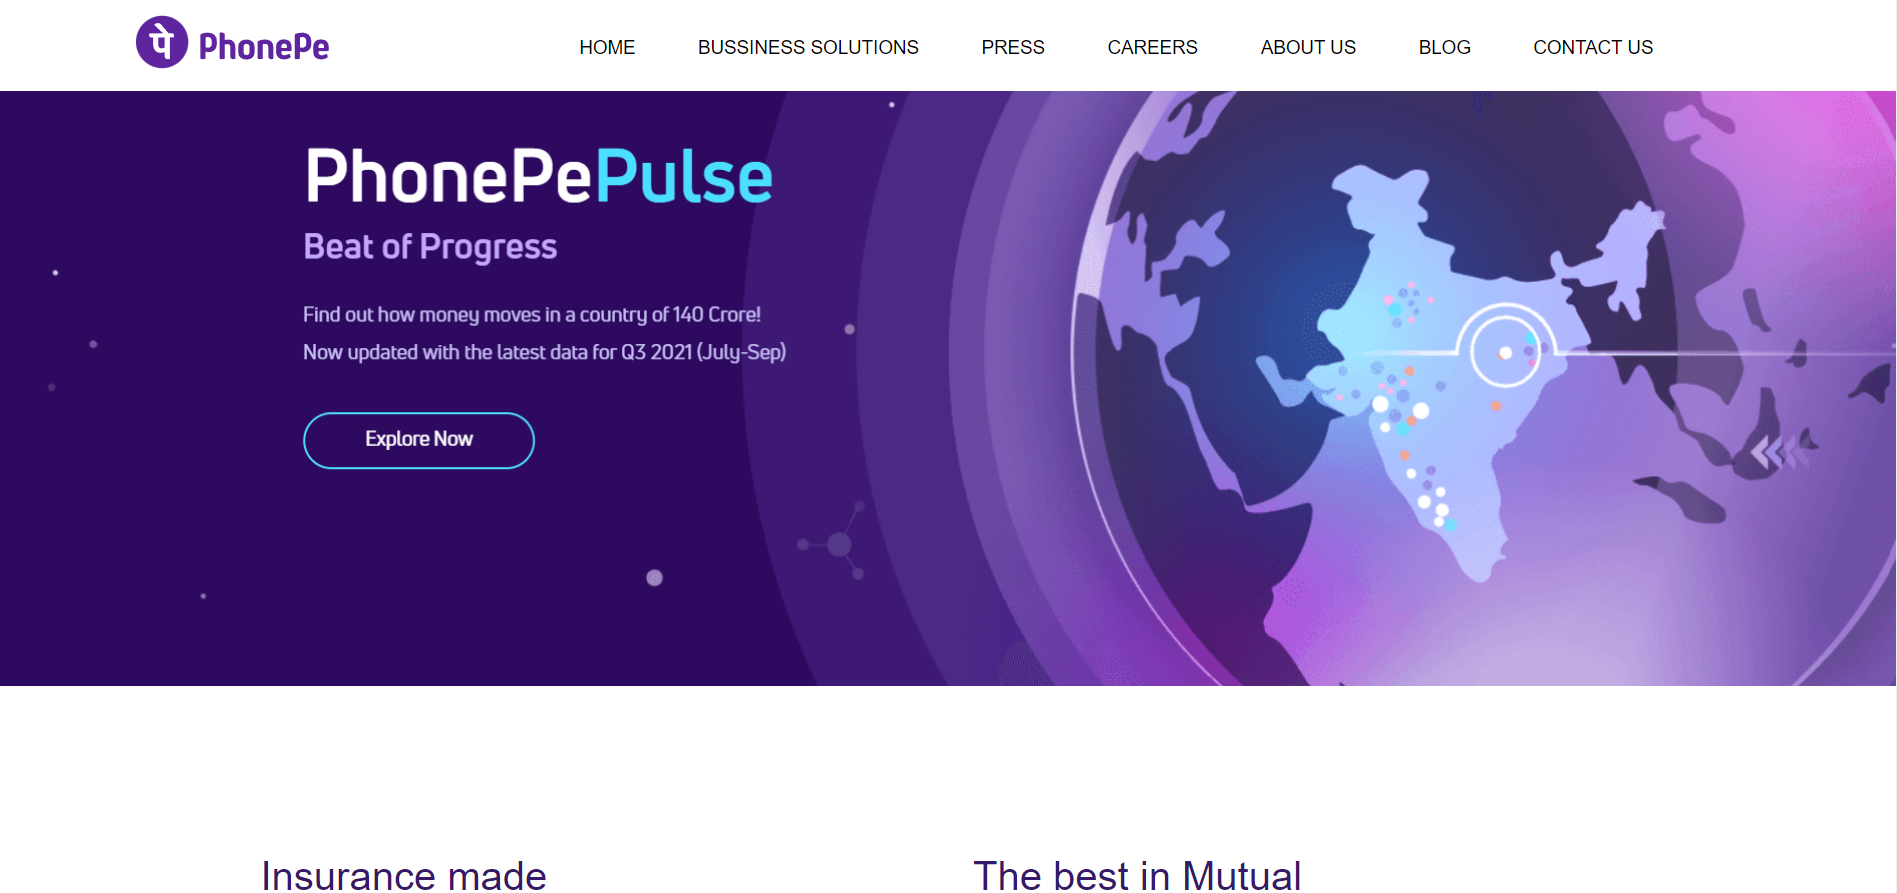 पे PhonePe
HOME BUSSINESS SOLUTIONS PRESS CAREERS ABOUT US BLOG CONTACT US
PhonePePulse
Beat of Progress
Find out how money moves in a country of 140 Crore!
Now updated with the latest data for Q3 2021 (July-Sep)
Explore Now
Insurance made
The best in Mutual